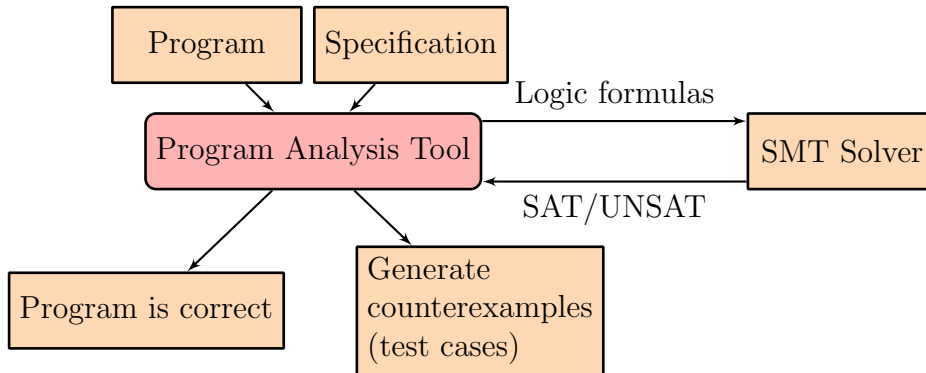 Program
Specification
Logic formulas
Program Analysis Tool
SMT Solver
SAT/UNSAT
Program is correct
Generate
counterexamples
(test cases)